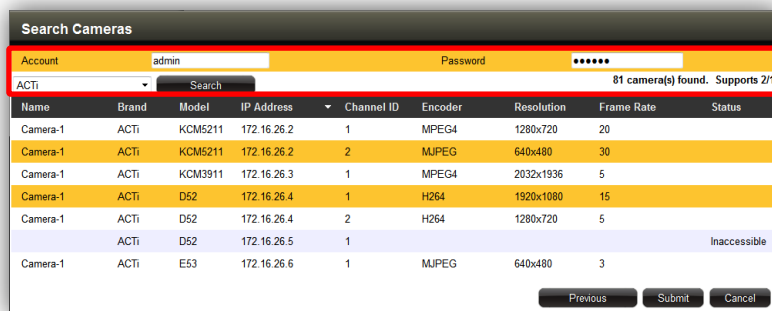 Search Cameras
Account admin Password ••••••
ACTi Search 81 camera(s) found. Supports 2/1
Name Brand Model IP Address Channel ID Encoder Resolution Frame Rate Status
Camera-1 ACTi KCM5211 172.16.26.2 1 MPEG4 1280x720 20
Camera-1 ACTi KCM5211 172.16.26.2 2 MJPEG 640x480 30
Camera-1 ACTi KCM3911 172.16.26.3 1 MPEG4 2032x1936 5
Camera-1 ACTi D52 172.16.26.4 1 H264 1920x1080 15
Camera-1 ACTi D52 172.16.26.4 2 H264 1280x720 5
ACTi D52 172.16.26.5 1 Inaccessible
Camera-1 ACTi E53 172.16.26.6 1 MJPEG 640x480 3
Previous Submit Cancel